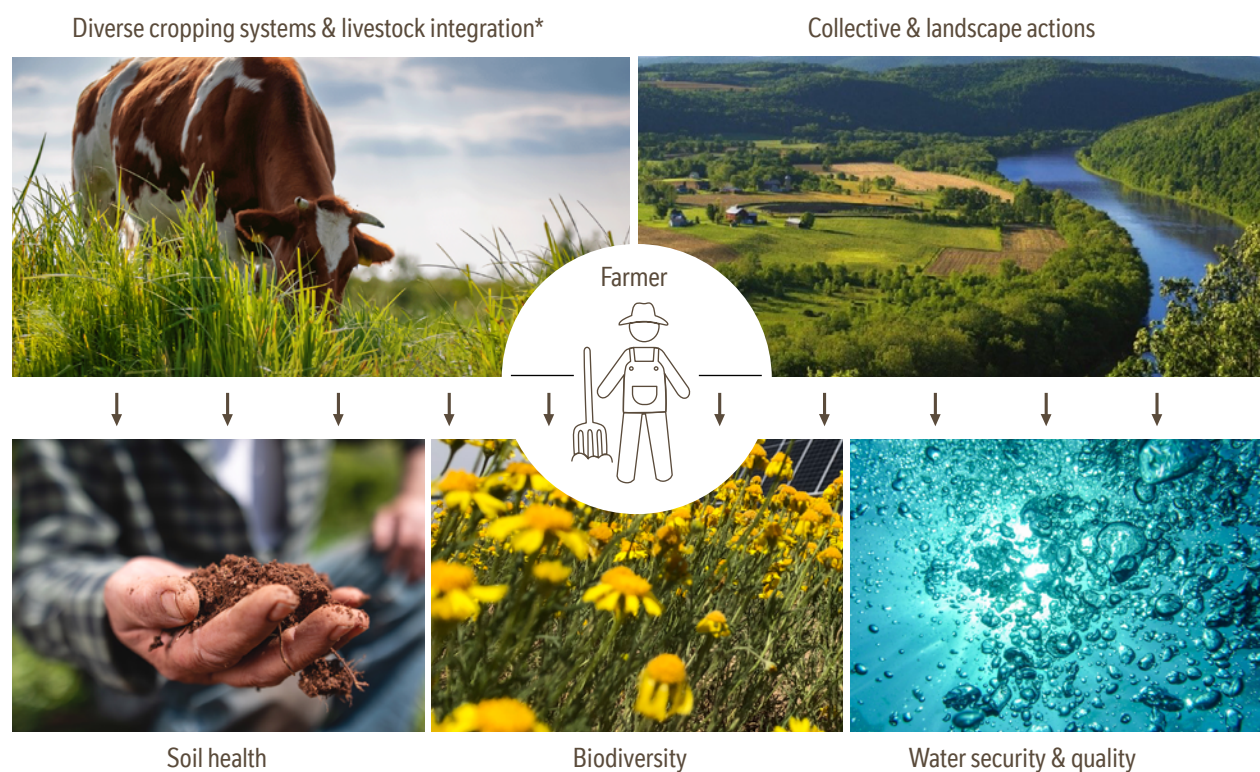 Diverse cropping systems & livestock integration*
Collective & landscape actions
Farmer
Soil health
Biodiversity
Water security & quality